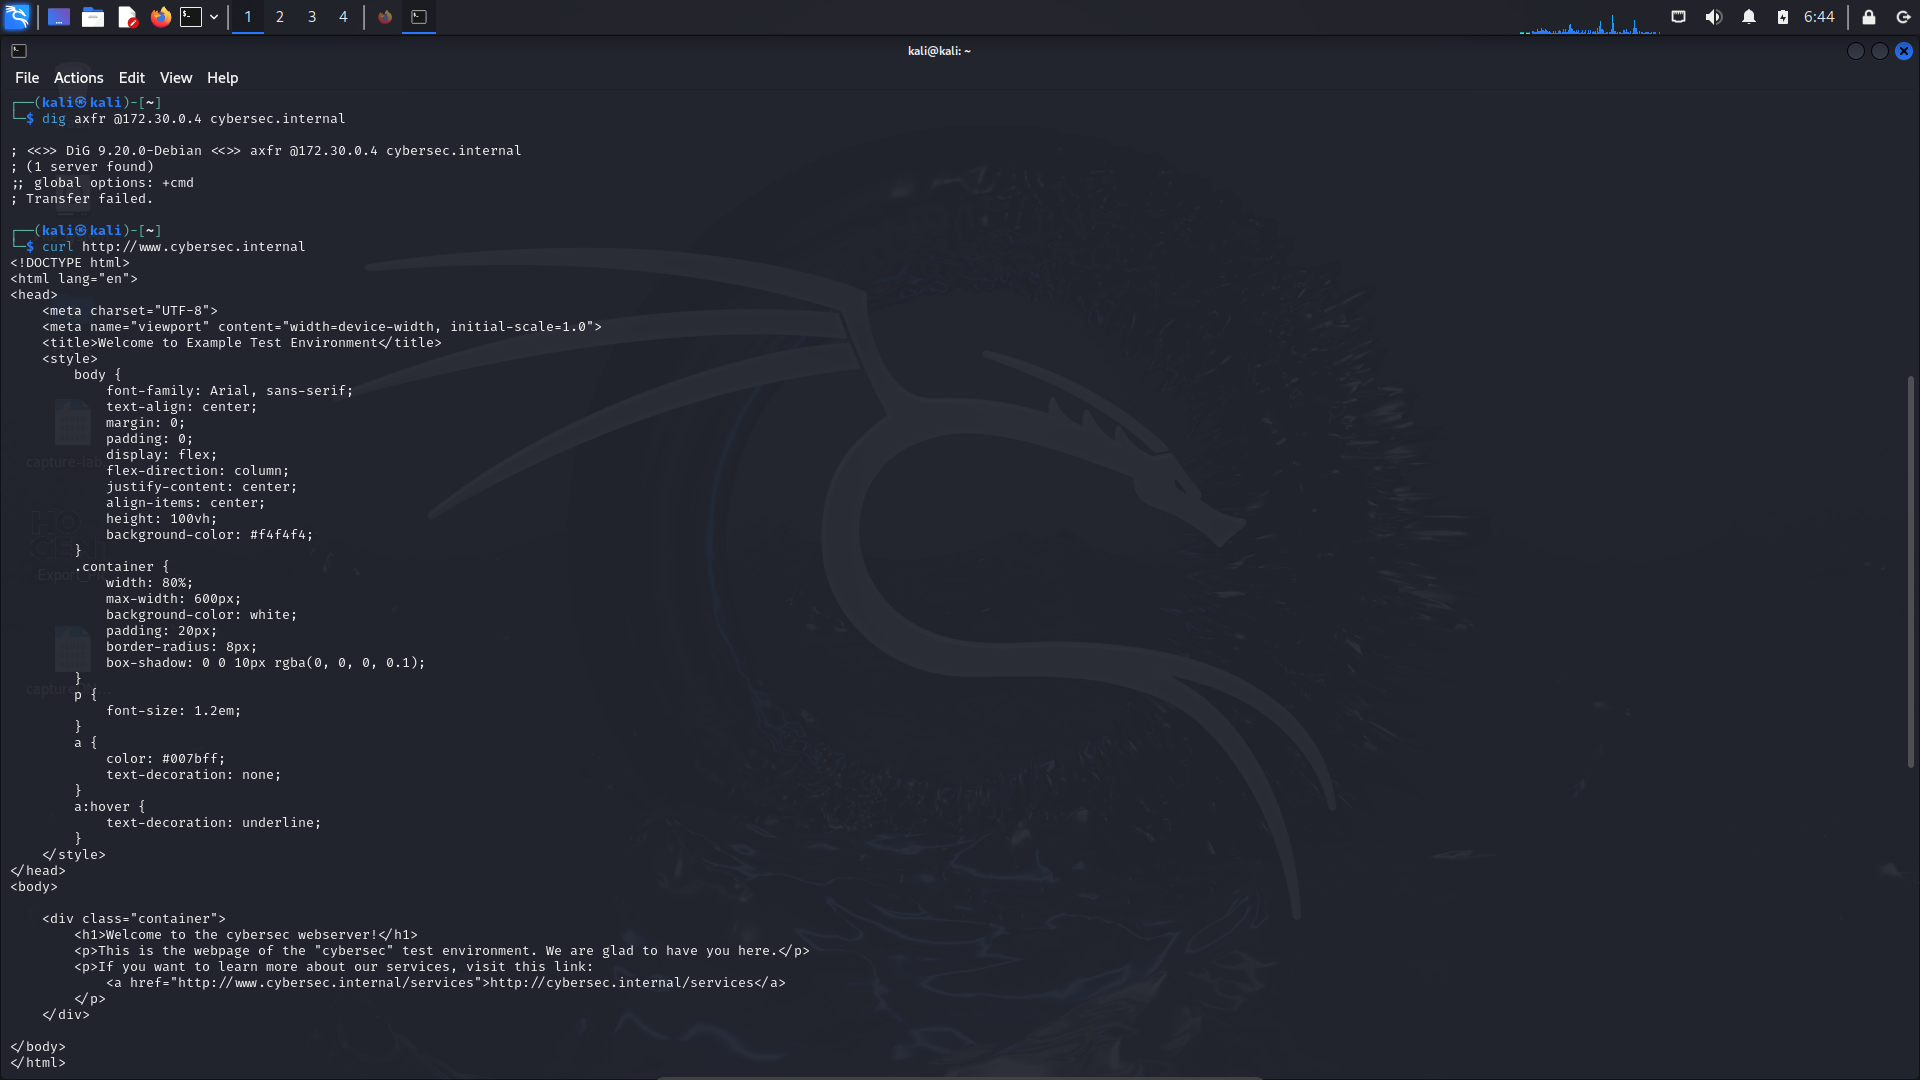 1 2 3 4
6:44
kali@kali: ~
File Actions Edit View Help
┌──(kali㉿kali)-[~]
└─$ dig axfr @172.30.0.4 cybersec.internal
; <<>> DiG 9.20.0-Debian <<>> axfr @172.30.0.4 cybersec.internal
; (1 server found)
;; global options: +cmd
; Transfer failed.
┌──(kali㉿kali)-[~]
└─$ curl http://www.cybersec.internal
<!DOCTYPE html>
<html lang="en">
<head>
    <meta charset="UTF-8">
    <meta name="viewport" content="width=device-width, initial-scale=1.0">
    <title>Welcome to Example Test Environment</title>
    <style>
        body {
            font-family: Arial, sans-serif;
            text-align: center;
            margin: 0;
            padding: 0;
            display: flex;
            flex-direction: column;
            justify-content: center;
            align-items: center;
            height: 100vh;
            background-color: #f4f4f4;
        }
        .container {
            width: 80%;
            max-width: 600px;
            background-color: white;
            padding: 20px;
            border-radius: 8px;
            box-shadow: 0 0 10px rgba(0, 0, 0, 0.1);
        }
        p {
            font-size: 1.2em;
        }
        a {
            color: #007bff;
            text-decoration: none;
        }
        a:hover {
            text-decoration: underline;
        }
    </style>
</head>
<body>
    <div class="container">
        <h1>Welcome to the cybersec webserver!</h1>
        <p>This is the webpage of the "cybersec" test environment. We are glad to have you here.</p>
        <p>If you want to learn more about our services, visit this link:
            <a href="http://www.cybersec.internal/services">http://cybersec.internal/services</a>
        </p>
    </div>
</body>
</html>